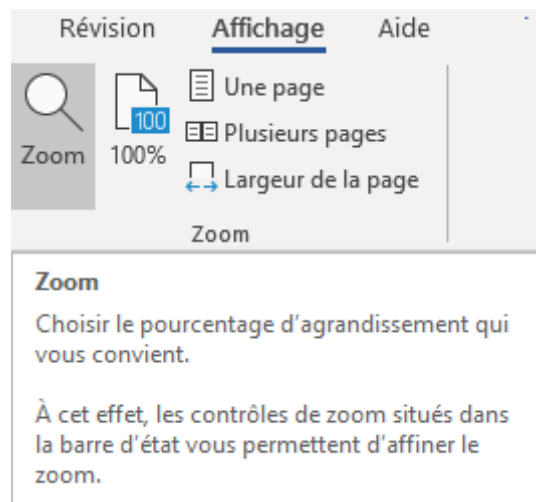 Révision Affichage Aide
Une page
100
Plusieurs pages
Zoom 100%
Largeur de la page
Zoom
Zoom
Choisir le pourcentage d'agrandissement qui
vous convient.
À cet effet, les contrôles de zoom situés dans
la barre d'état vous permettent d'affiner le
zoom.